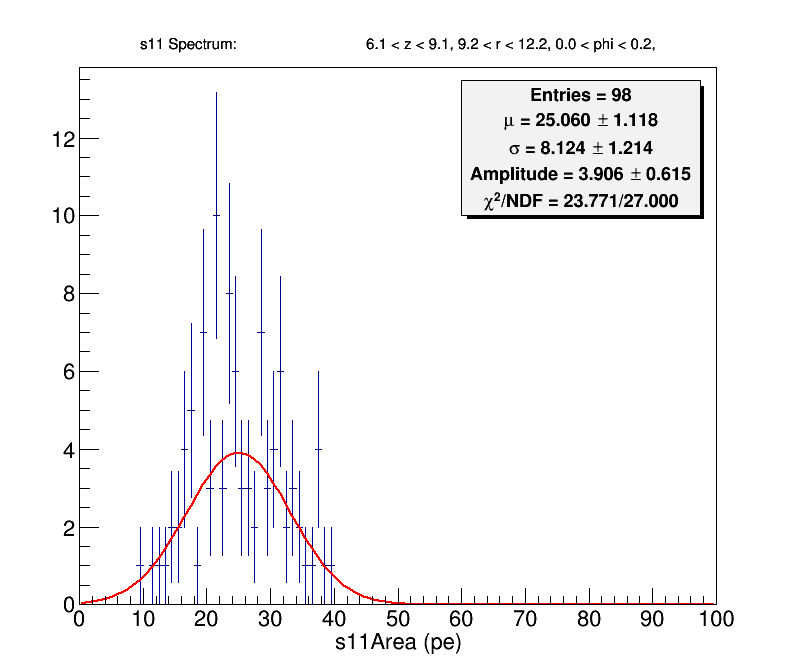 s11 Spectrum: 6.1 < z < 9.1, 9.2 < r < 12.2, 0.0 < phi < 0.2,
Entries = 98
μ = 25.060 ± 1.118
σ = 8.124 ± 1.214
Amplitude = 3.906 ± 0.615
χ²/NDF = 23.771/27.000
12
10
8
6
4
2
0
0 10 20 30 40 50 60 70 80 90 100
s11Area (pe)